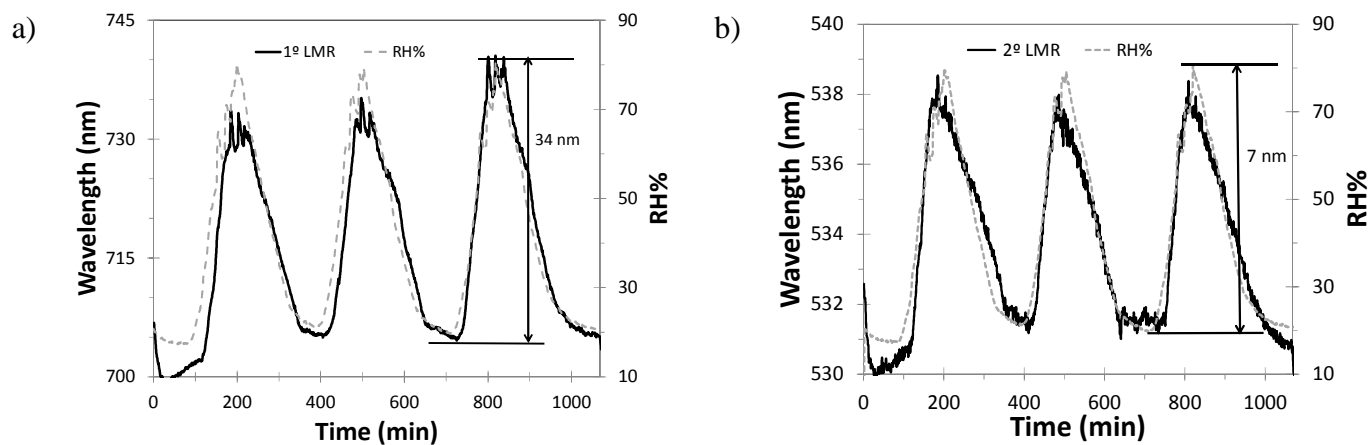 a)
745
730
715
700
Wavelength (nm)
1º LMR
RH%
34 nm
90
70
50
30
10
RH%
0
200
400
600
800
1000
Time (min)
b)
540
538
536
534
532
530
Wavelength (nm)
2º LMR
RH%
7 nm
90
70
50
30
10
RH%
0
200
400
600
800
1000
Time (min)